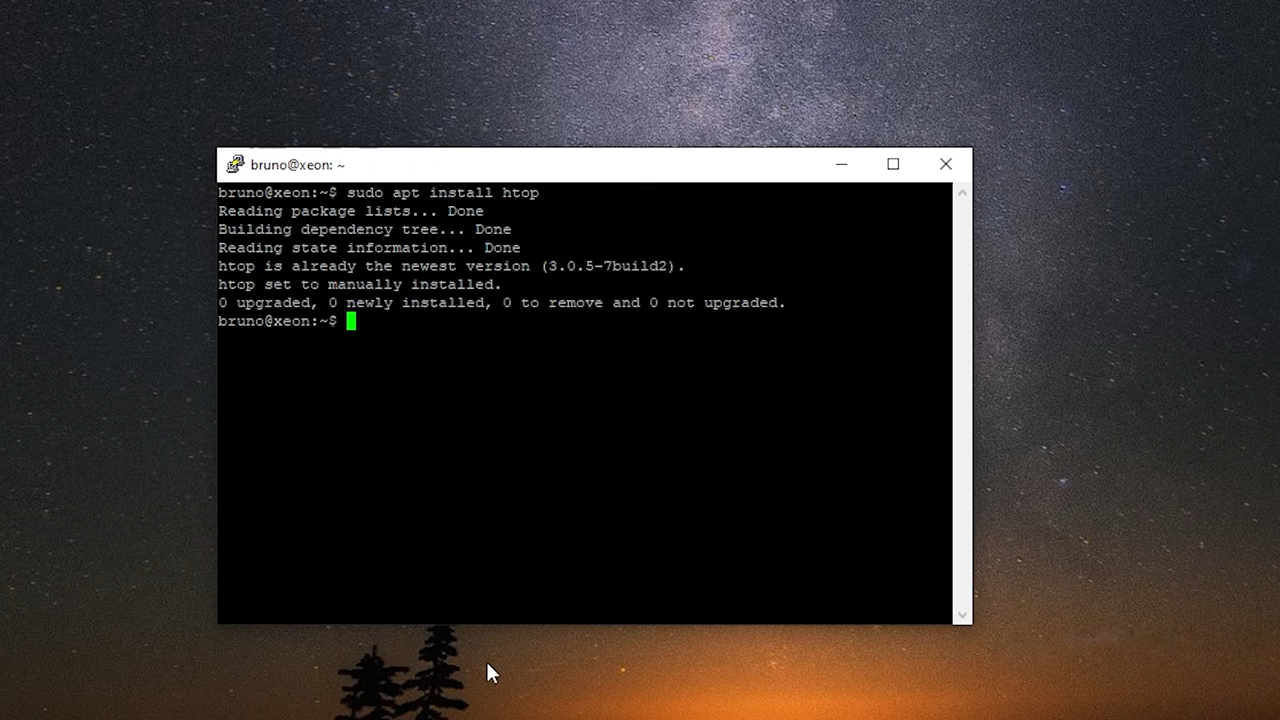 bruno@xeon: ~
bruno@xeon:~$ sudo apt install htop
Reading package lists... Done
Building dependency tree... Done
Reading state information... Done
htop is already the newest version (3.0.5-7build2).
htop set to manually installed.
0 upgraded, 0 newly installed, 0 to remove and 0 not upgraded.
bruno@xeon:~$